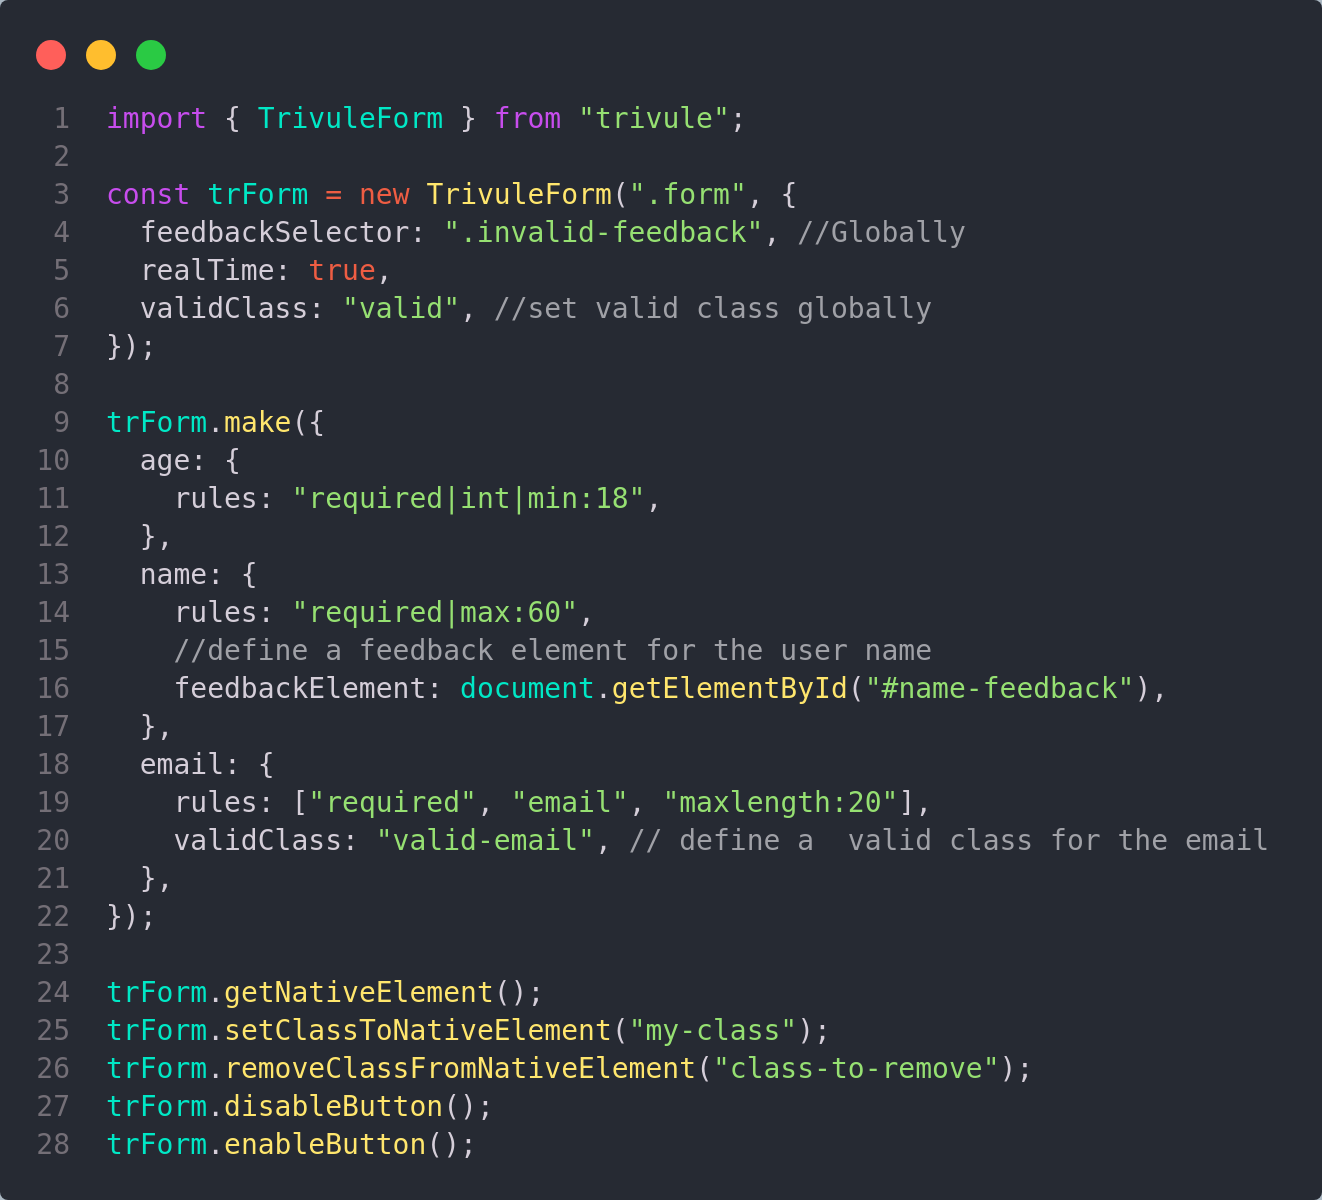 1 import { TrivuleForm } from "trivule";
2
3 const trForm = new TrivuleForm(".form", {
4   feedbackSelector: ".invalid-feedback", //Globally
5   realTime: true,
6   validClass: "valid", //set valid class globally
7 });
8
9 trForm.make({
10   age: {
11     rules: "required|int|min:18",
12   },
13   name: {
14     rules: "required|max:60",
15     //define a feedback element for the user name
16     feedbackElement: document.getElementById("#name-feedback"),
17   },
18   email: {
19     rules: ["required", "email", "maxlength:20"],
20     validClass: "valid-email", // define a  valid class for the email
21   },
22 });
23
24 trForm.getNativeElement();
25 trForm.setClassToNativeElement("my-class");
26 trForm.removeClassFromNativeElement("class-to-remove");
27 trForm.disableButton();
28 trForm.enableButton();